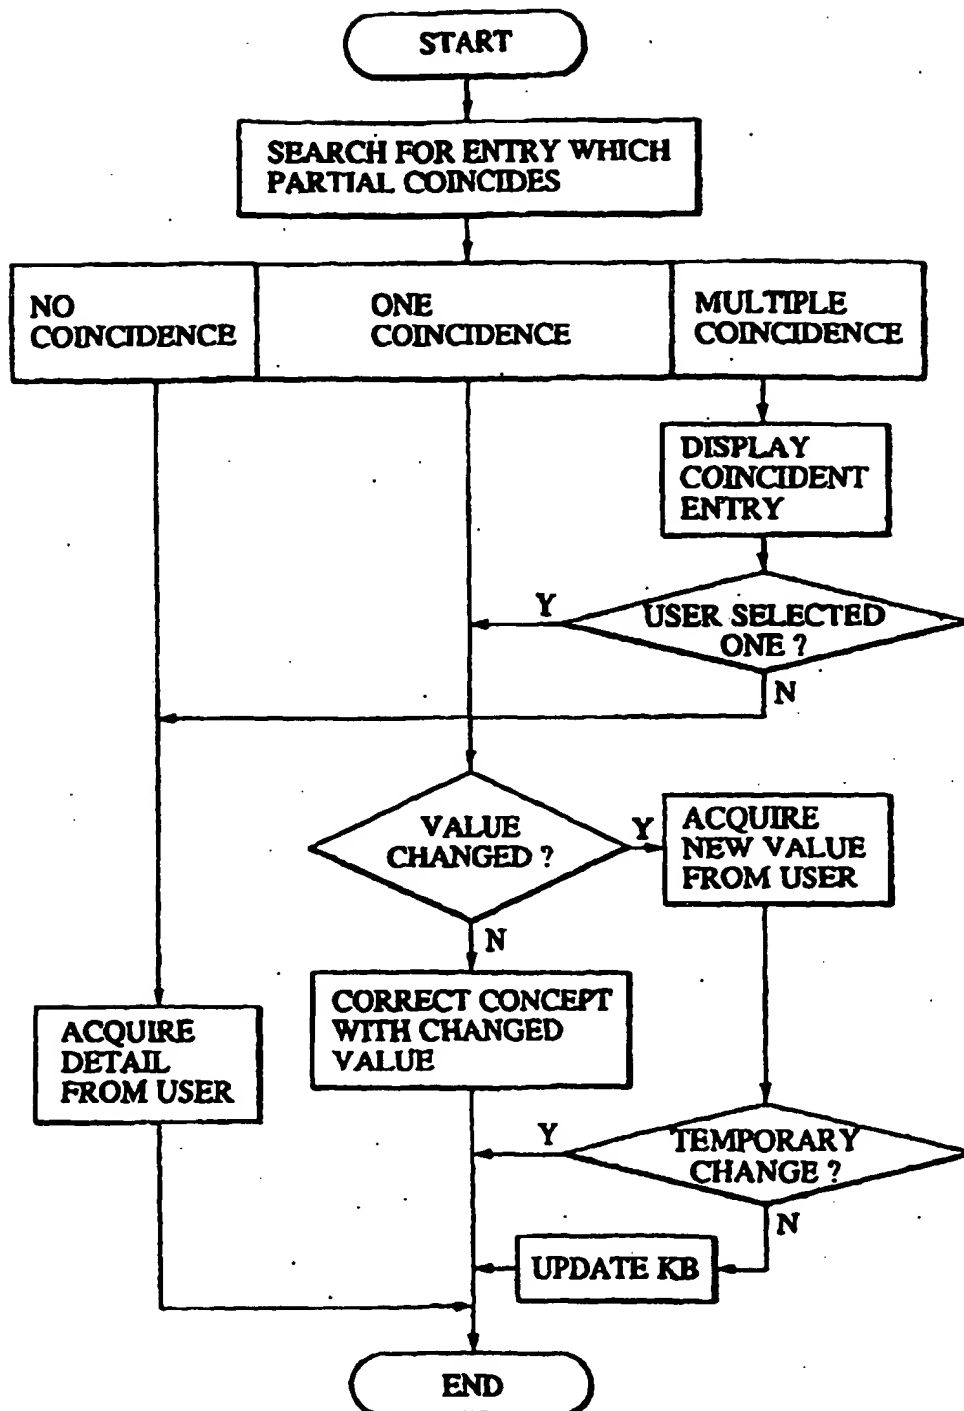 START
SEARCH FOR ENTRY WHICH
PARTIAL COINCIDES
NO
COINCIDENCE
ONE
COINCIDENCE
MULTIPLE
COINCIDENCE
DISPLAY
COINCIDENT
ENTRY
Y
USER SELECTED
ONE ?
N
VALUE
CHANGED ?
Y
ACQUIRE
NEW VALUE
FROM USER
N
CORRECT CONCEPT
WITH CHANGED
VALUE
ACQUIRE
DETAIL
FROM USER
Y
TEMPORARY
CHANGE ?
N
UPDATE KB
END